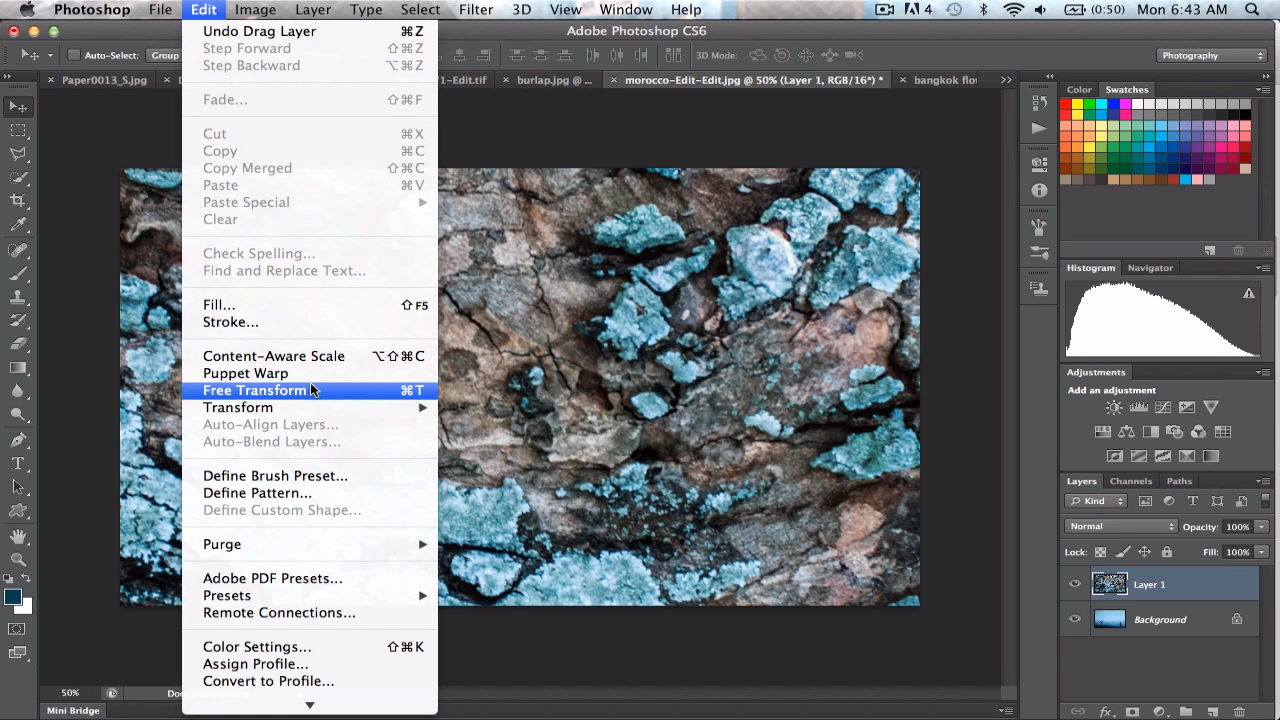 Photoshop File Edit Image Layer Type Select Filter 3D View Window Help 4 (0:50) Mon 6:43 AM
Adobe Photoshop CS6
Auto-Select: Group 3D Mode: Photography
Paper0013_5.jpg burlap.jpg @ ... morocco-Edit-Edit.jpg @ 50% (Layer 1, RGB/16*) *
Undo Drag Layer ⌘Z
Step Forward ⇧⌘Z
Step Backward ⌥⌘Z
Fade... ⇧⌘F
Cut ⌘X
Copy ⌘C
Copy Merged ⇧⌘C
Paste ⌘V
Paste Special
Clear
Check Spelling...
Find and Replace Text...
Fill... ⇧F5
Stroke...
Content-Aware Scale ⌥⇧⌘C
Puppet Warp
Free Transform ⌘T
Transform
Auto-Align Layers...
Auto-Blend Layers...
Define Brush Preset...
Define Pattern...
Define Custom Shape...
Purge
Adobe PDF Presets...
Presets
Remote Connections...
Color Settings... ⇧⌘K
Assign Profile...
Convert to Profile...
Color Swatches
Histogram Navigator
Adjustments
Add an adjustment
Layers Channels Paths
Kind
Normal Opacity: 100%
Lock: Fill: 100%
Layer 1
Background
50%
Mini Bridge